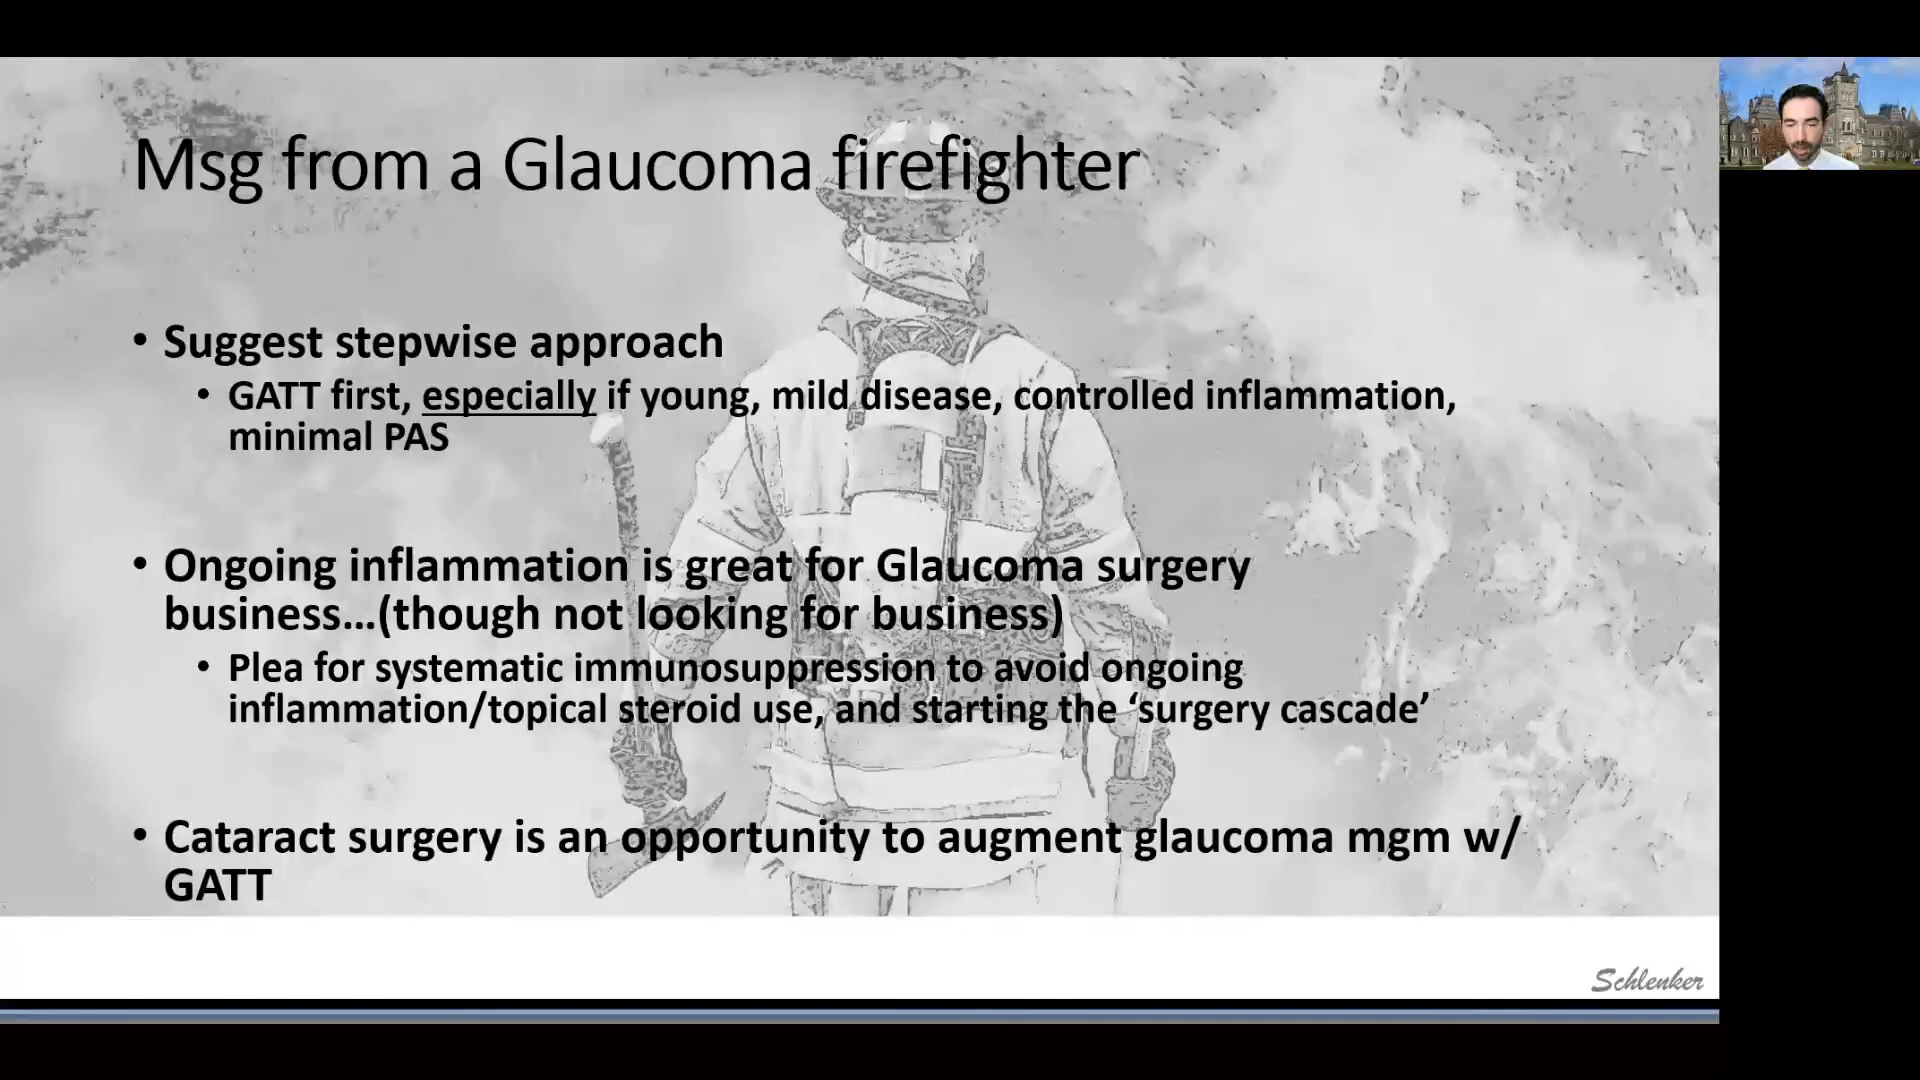 Msg from a Glaucoma firefighter
• Suggest stepwise approach
• GATT first, especially if young, mild disease, controlled inflammation,
minimal PAS
• Ongoing inflammation is great for Glaucoma surgery
business...(though not looking for business)
• Plea for systematic immunosuppression to avoid ongoing
inflammation/topical steroid use, and starting the ‘surgery cascade’
• Cataract surgery is an opportunity to augment glaucoma mgm w/
GATT
Schlenker